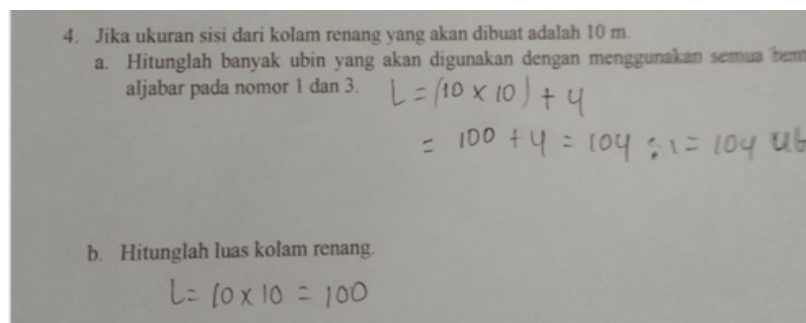 4. Jika ukuran sisi dari kolam renang yang akan dibuat adalah 10 m.
a. Hitunglah banyak ubin yang akan digunakan dengan menggunakan semua
aljabar pada nomor 1 dan 3. L = (10 × 10) + 4
= 100 + 4 = 104 : 1 = 104 ub
b. Hitunglah luas kolam renang.
L = 10 × 10 = 100